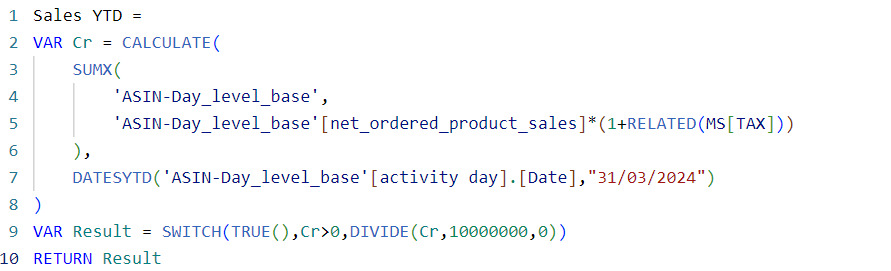 1 Sales YTD =
2 VAR Cr = CALCULATE(
3 SUMX(
4 'ASIN-Day_level_base',
5 'ASIN-Day_level_base'[net_ordered_product_sales]*(1+RELATED(MS[TAX]))
6 ),
7 DATESYTD('ASIN-Day_level_base'[activity day].[Date],"31/03/2024")
8 )
9 VAR Result = SWITCH(TRUE(),Cr>0,DIVIDE(Cr,10000000,0))
10 RETURN Result